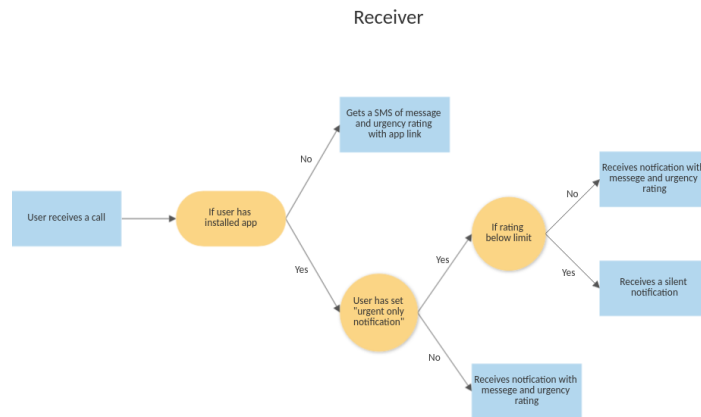 Receiver
Gets a SMS of message
and urgency rating
with app link
No
Receives notfication with
messege and urgency
rating
No
User receives a call
If user has
installed app
If rating
below limit
Yes
Yes
Yes
Receives a silent
notification
User has set
"urgent only
notification"
No
Receives notfication with
messege and urgency
rating